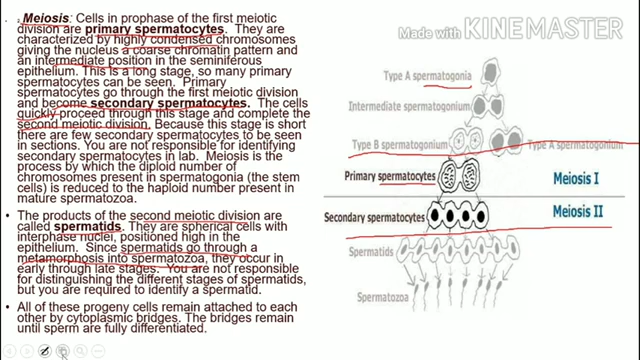 . Meiosis: Cells in prophase of the first meiotic
division are primary spermatocytes. They are
characterized by highly condensed chromosomes
giving the nucleus a coarse chromatin pattern and
an intermediate position in the seminiferous
epithelium. This is a long stage, so many primary
spermatocytes can be seen. Primary
spermatocytes go through the first meiotic division
and become secondary spermatocytes. The cells
quickly proceed through this stage and complete the
second meiotic division. Because this stage is short
there are few secondary spermatocytes to be seen
in sections. You are not responsible for identifying
secondary spermatocytes in lab. Meiosis is the
process by which the diploid number of
chromosomes present in spermatogonia (the stem
cells) is reduced to the haploid number present in
mature spermatozoa.
• The products of the second meiotic division are
called spermatids. They are spherical cells with
interphase nuclei, positioned high in the
epithelium. Since spermatids go through a
metamorphosis into spermatozoa, they occur in
early through late stages. You are not responsible
for distinguishing the different stages of spermatids,
but you are required to identify a spermatid.
• All of these progeny cells remain attached to each
other by cytoplasmic bridges. The bridges remain
until sperm are fully differentiated.
Made with KINEMASTER
Type A spermatogonia
Intermediate spermatogonium
Type B spermatogonium
Type A spermatogonium
Primary spermatocytes
Meiosis I
Secondary spermatocytes
Meiosis II
Spermatids
Spermatozoa